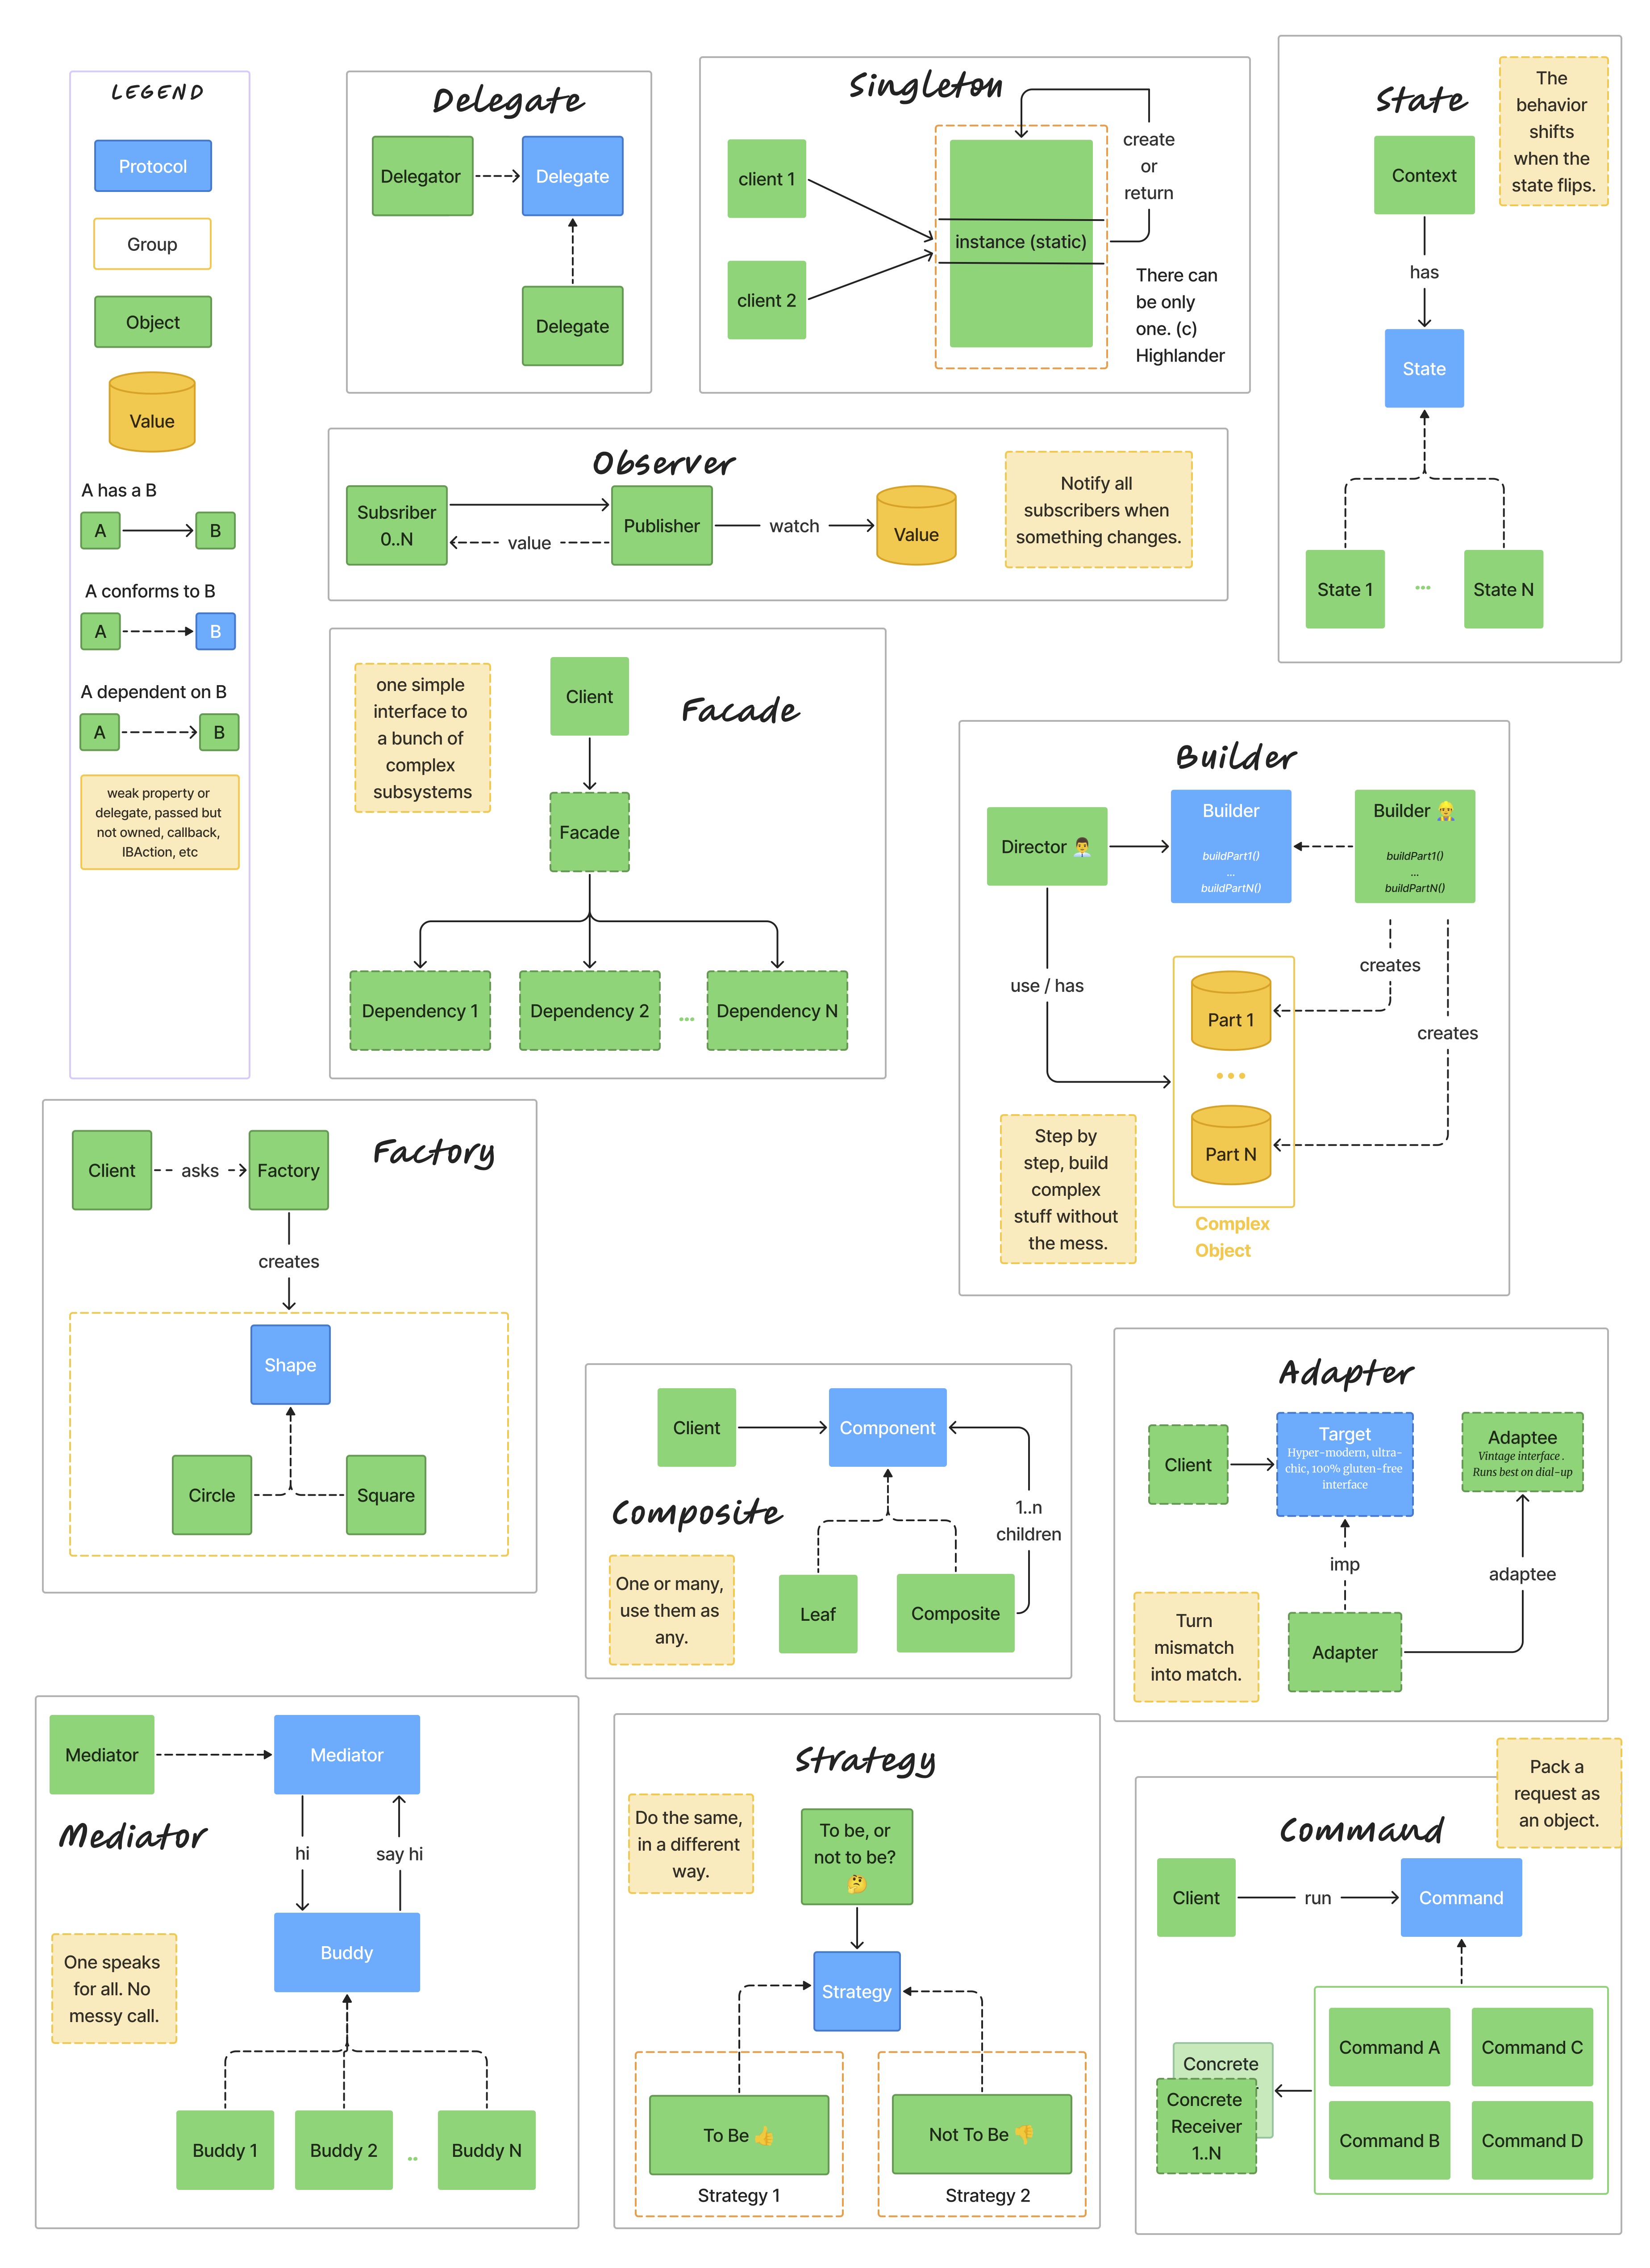 LEGEND
Protocol
Group
Object
Value
A has a B
A
B
A conforms to B
A
B
A dependent on B
A
B
weak property or
delegate, passed but
not owned, callback,
IBAction, etc
Delegate
Delegator
Delegate
Delegate
Singleton
client 1
client 2
instance (static)
create
or
return
There can
be only
one. (c)
Highlander
State
The
behavior
shifts
when the
state flips.
Context
has
State
State 1
...
State N
Observer
Subsriber
0..N
value
Publisher
watch
Value
Notify all
subscribers when
something changes.
Facade
one simple
interface to
a bunch of
complex
subsystems
Client
Facade
Dependency 1
Dependency 2
...
Dependency N
Builder
Director 👨‍💼
Builder
buildPart1()
...
buildPartN()
Builder 👷
buildPart1()
...
buildPartN()
use / has
creates
creates
Part 1
...
Part N
Complex
Object
Step by
step, build
complex
stuff without
the mess.
Factory
Client
asks
Factory
creates
Shape
Circle
Square
Composite
Client
Component
1..n
children
One or many,
use them as
any.
Leaf
Composite
Adapter
Client
Target
Hyper-modern, ultra-
chic, 100% gluten-free
interface
Adaptee
Vintage interface .
Runs best on dial-up
imp
adaptee
Turn
mismatch
into match.
Adapter
Mediator
Mediator
Mediator
hi
say hi
Buddy
One speaks
for all. No
messy call.
Buddy 1
Buddy 2
..
Buddy N
Strategy
Do the same,
in a different
way.
To be, or
not to be?
🤔
Strategy
To Be 👍
Strategy 1
Not To Be 👎
Strategy 2
Command
Pack a
request as
an object.
Client
run
Command
Command A
Command C
Command B
Command D
Concrete
Concrete
Receiver
1..N